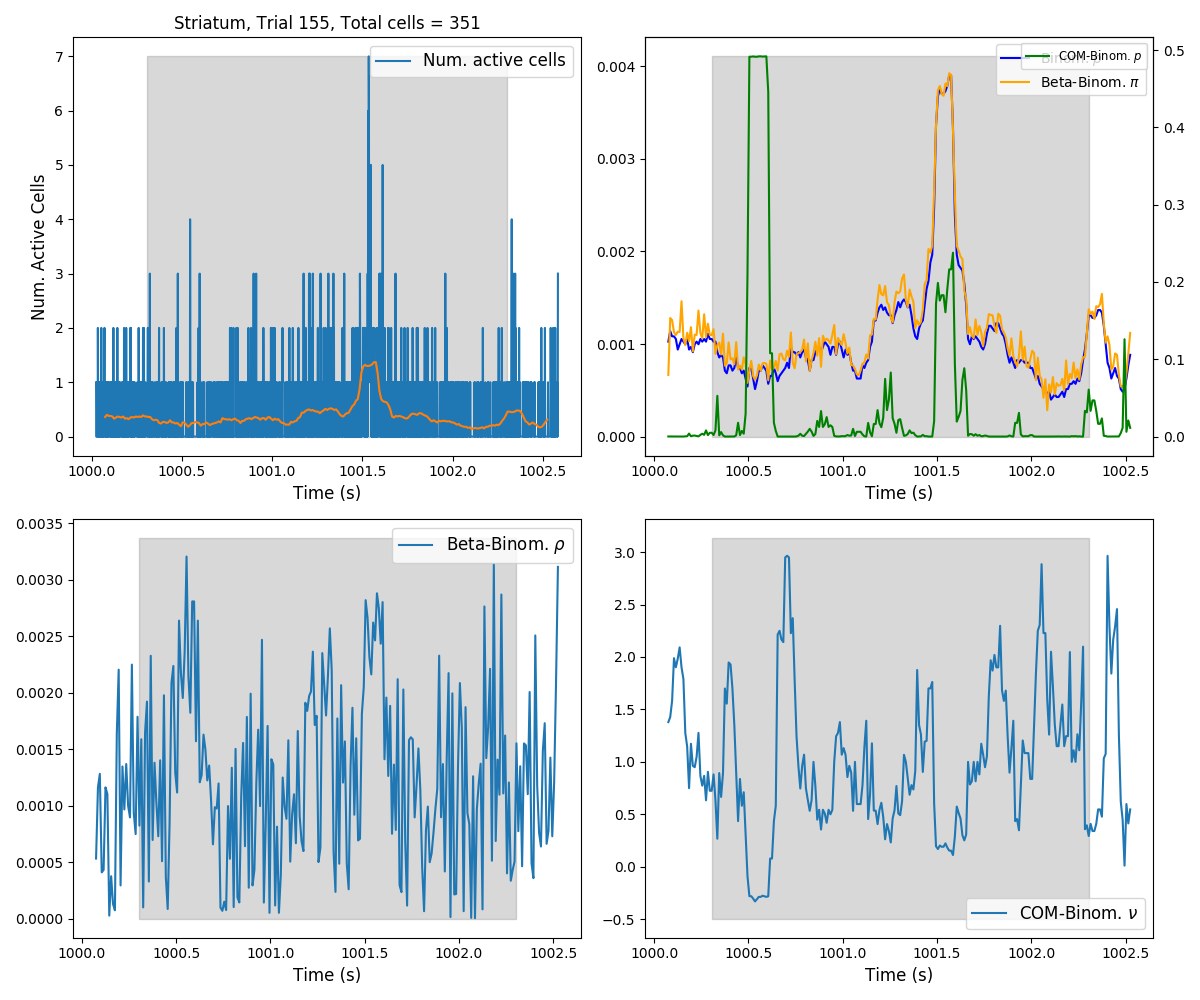 Striatum, Trial 155, Total cells = 351
Num. Active Cells
7
6
5
4
3
2
1
0
Num. active cells
1000.0 1000.5 1001.0 1001.5 1002.0 1002.5
Time (s)
0.004
0.003
0.002
0.001
0.000
COM-Binom. p
Beta-Binom. π
0.5
0.4
0.3
0.2
0.1
0.0
1000.0 1000.5 1001.0 1001.5 1002.0 1002.5
Time (s)
0.0035
0.0030
0.0025
0.0020
0.0015
0.0010
0.0005
0.0000
Beta-Binom. ρ
1000.0 1000.5 1001.0 1001.5 1002.0 1002.5
Time (s)
3.0
2.5
2.0
1.5
1.0
0.5
0.0
−0.5
COM-Binom. ν
1000.0 1000.5 1001.0 1001.5 1002.0 1002.5
Time (s)